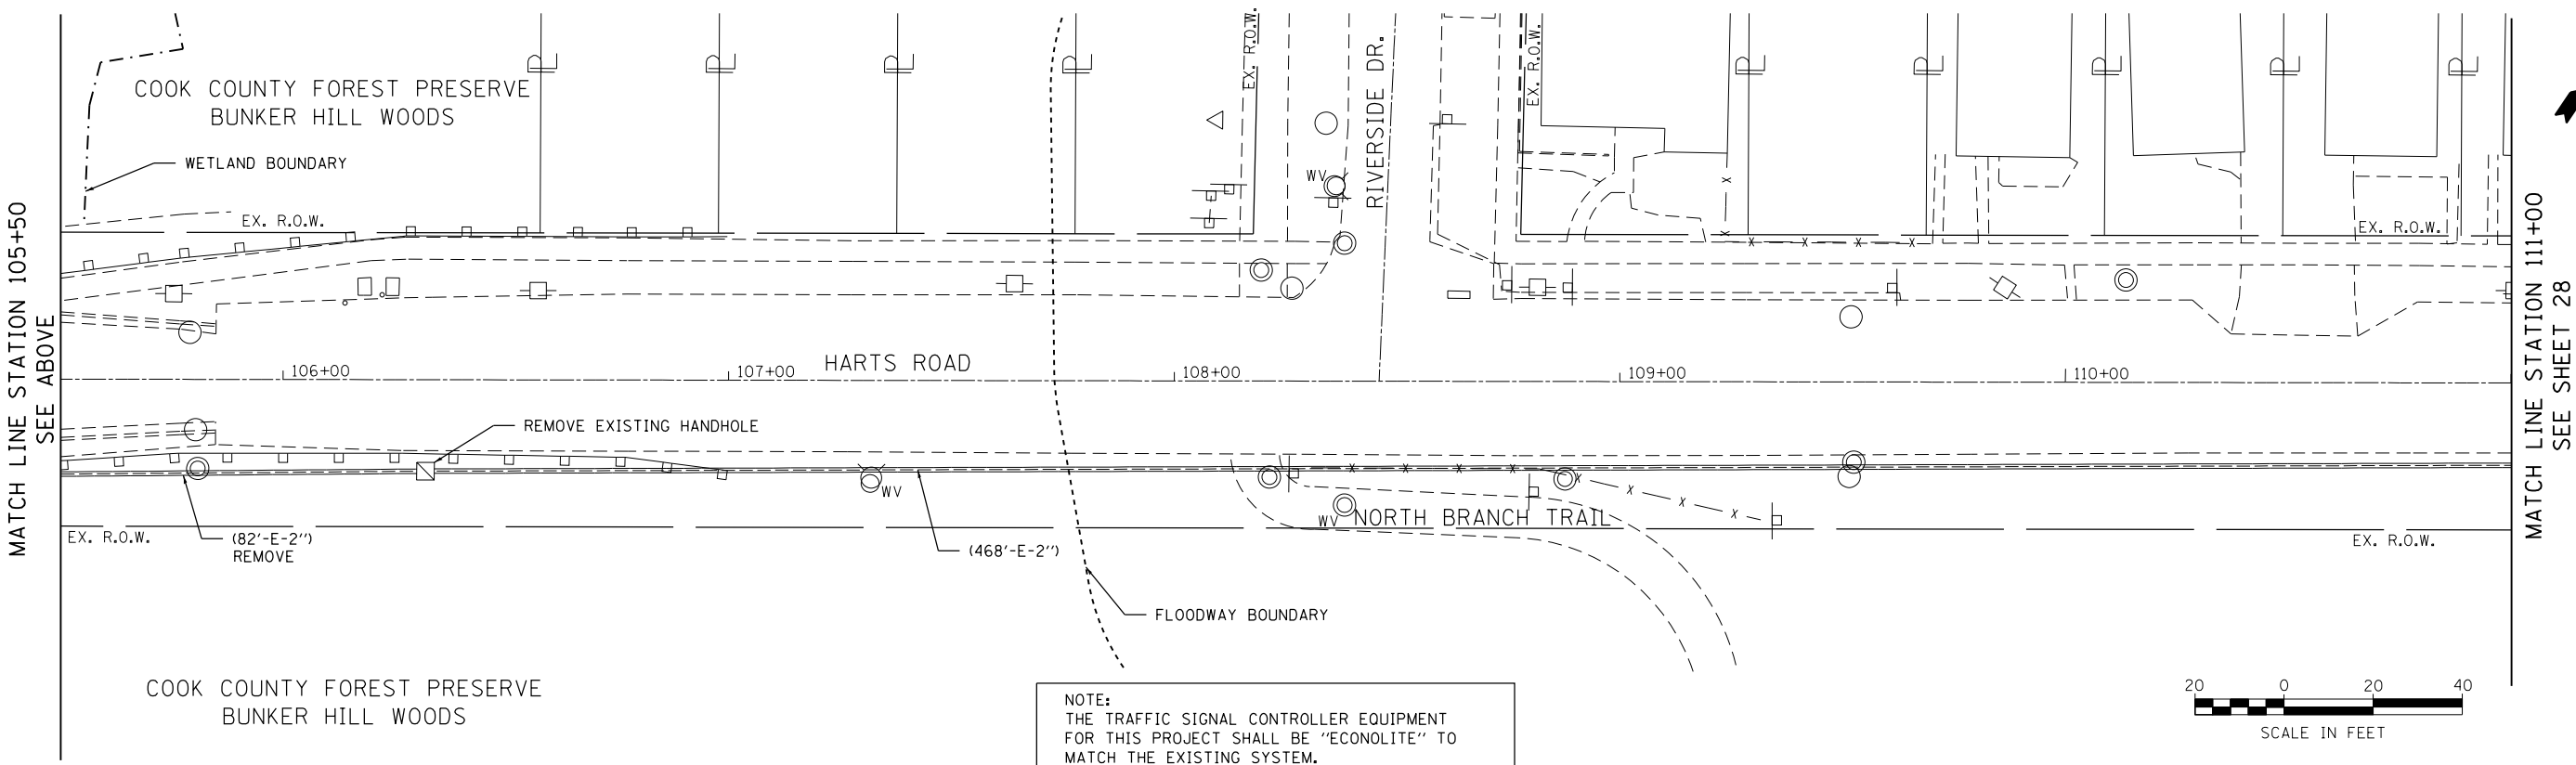 COOK COUNTY FOREST PRESERVE
BUNKER HILL WOODS
WETLAND BOUNDARY
EX. R.O.W.
EX. R.O.W.
RIVERSIDE DR.
EX. R.O.W.
WV
EX. R.O.W.
MATCH LINE STATION 105+50
SEE ABOVE
MATCH LINE STATION 111+00
SEE SHEET 28
HARTS ROAD
106+00
107+00
108+00
109+00
110+00
REMOVE EXISTING HANDHOLE
WV
WV
NORTH BRANCH TRAIL
EX. R.O.W.
(82'-E-2'')
REMOVE
(468'-E-2'')
EX. R.O.W.
FLOODWAY BOUNDARY
COOK COUNTY FOREST PRESERVE
BUNKER HILL WOODS
NOTE:
THE TRAFFIC SIGNAL CONTROLLER EQUIPMENT
FOR THIS PROJECT SHALL BE "ECONOLITE" TO
MATCH THE EXISTING SYSTEM.
20 0 20 40
SCALE IN FEET